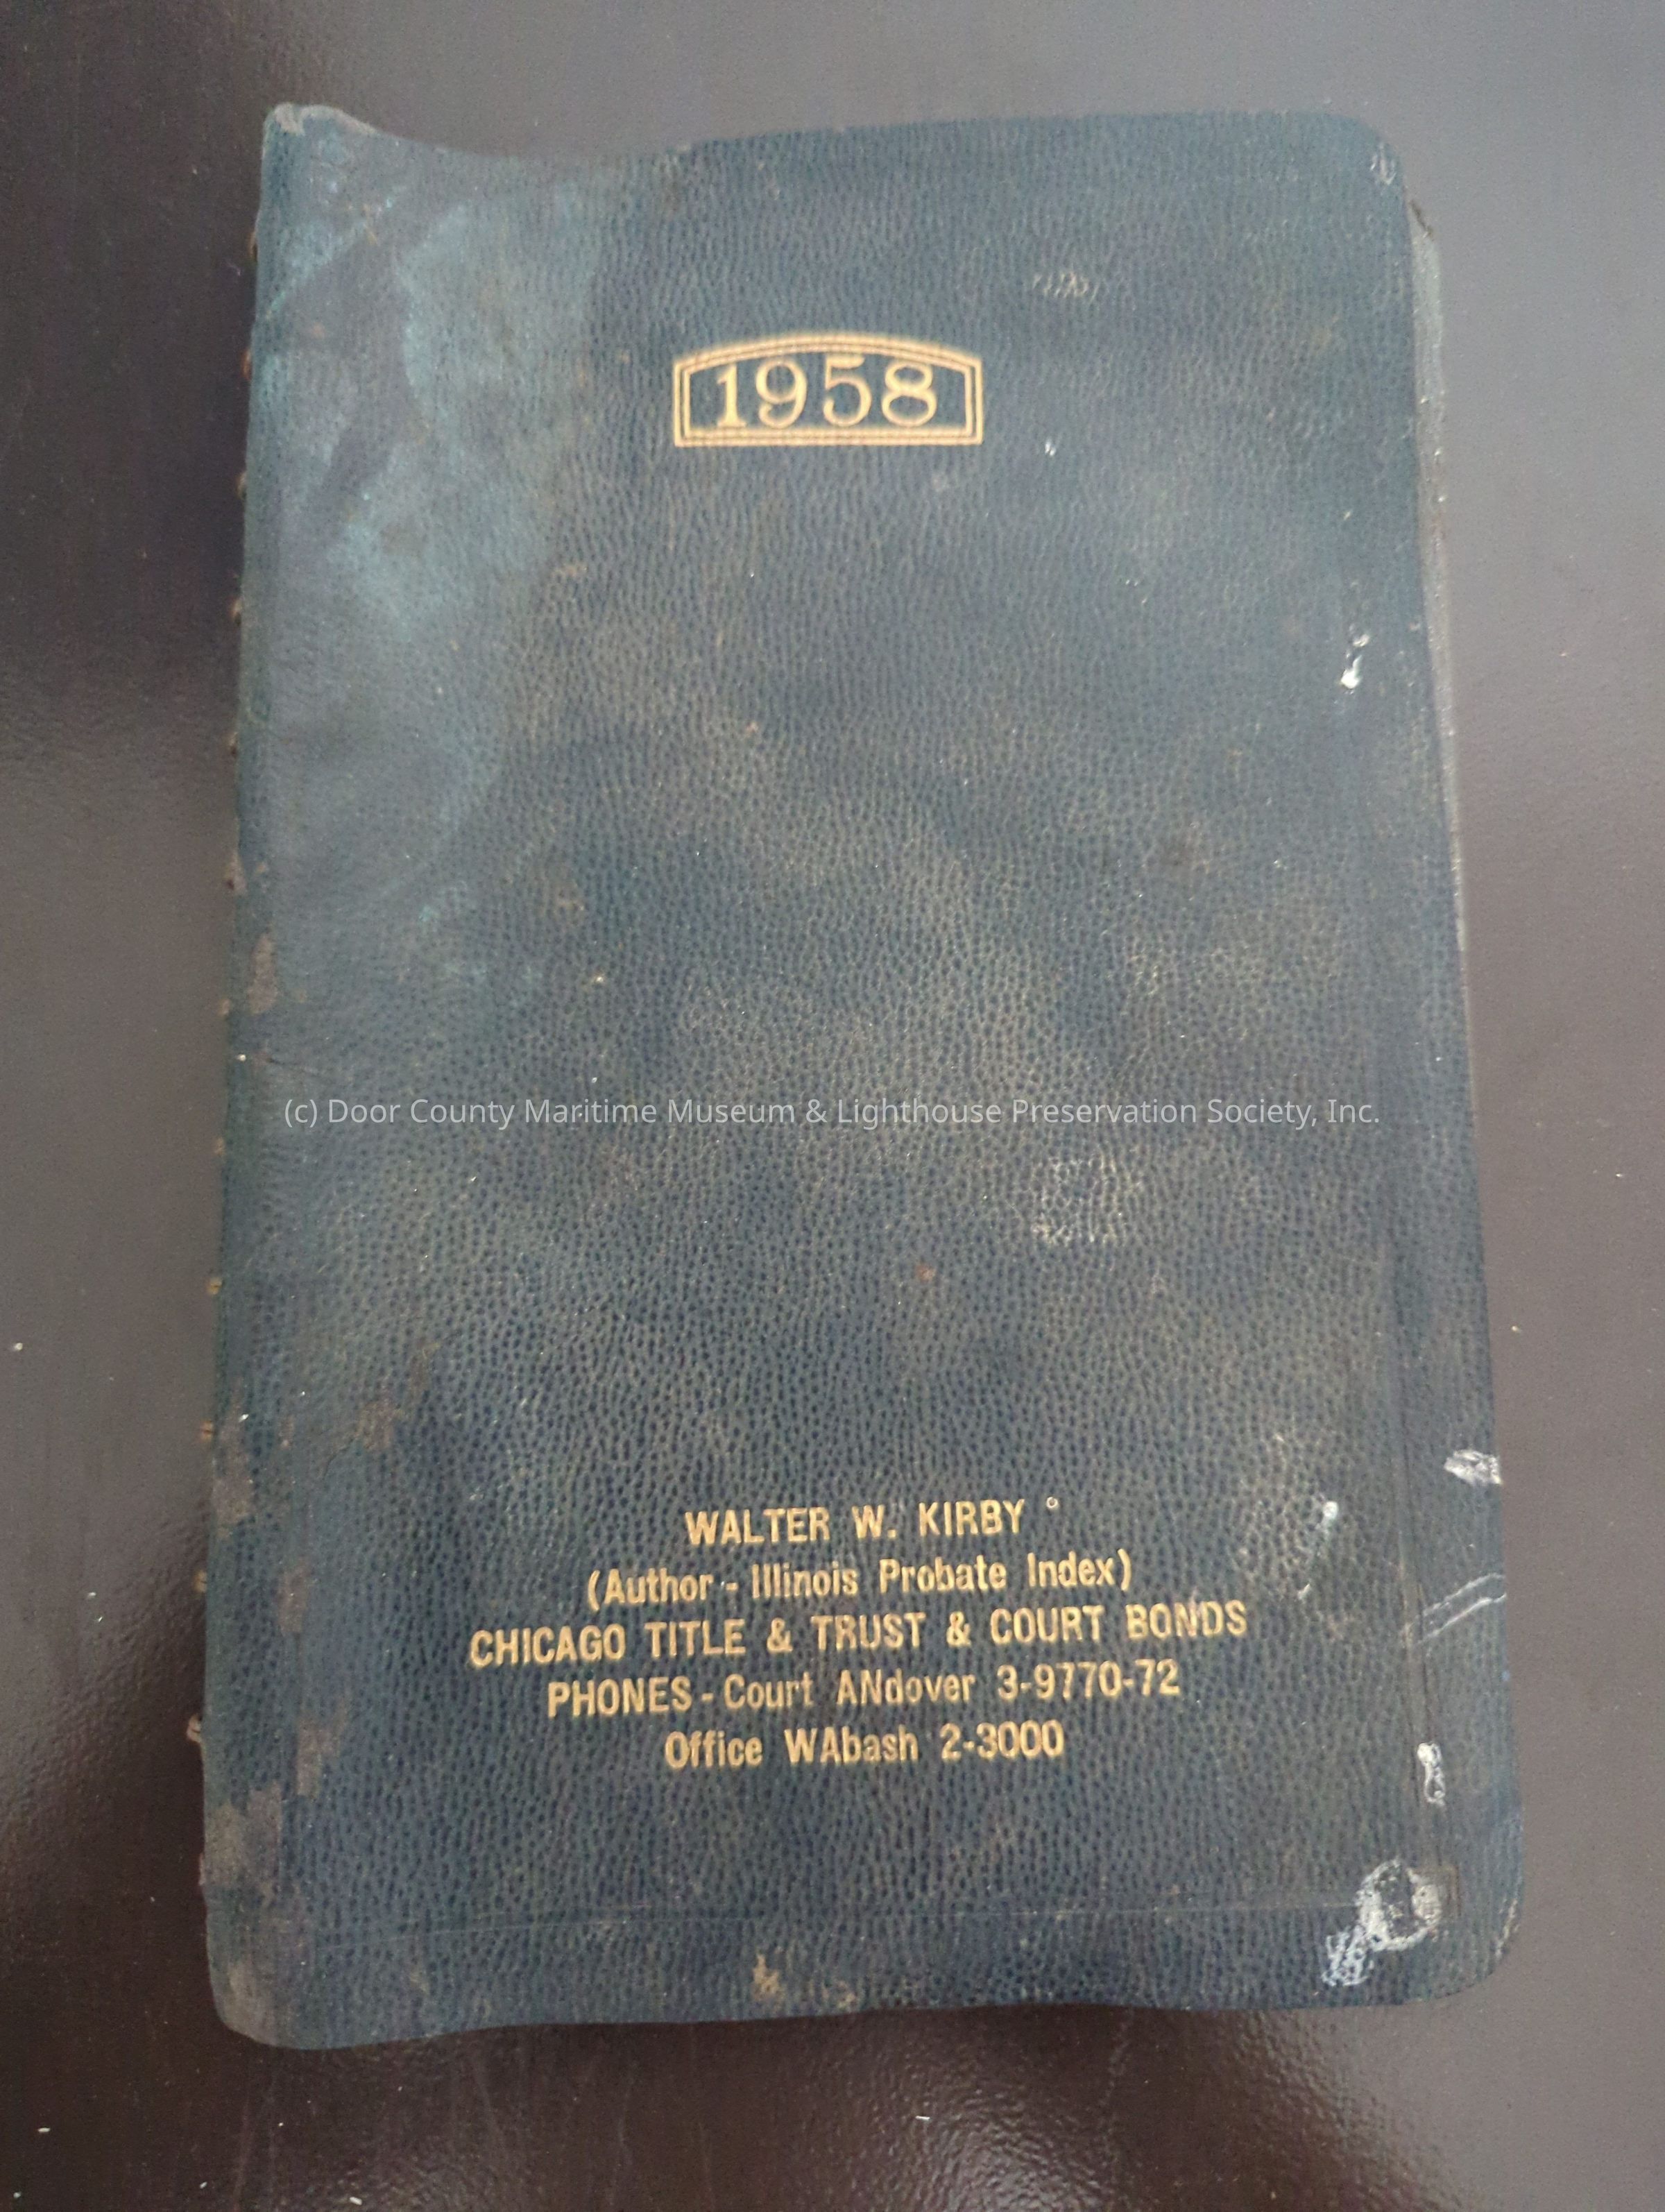 1958
(c) Door County Maritime Museum & Lighthouse Preservation Society, Inc.
WALTER W. KIRBY
(Author - Illinois Probate Index)
CHICAGO TITLE & TRUST & COURT BONDS
PHONES - Court ANdover 3-9770-72
Office WAbash 2-3000